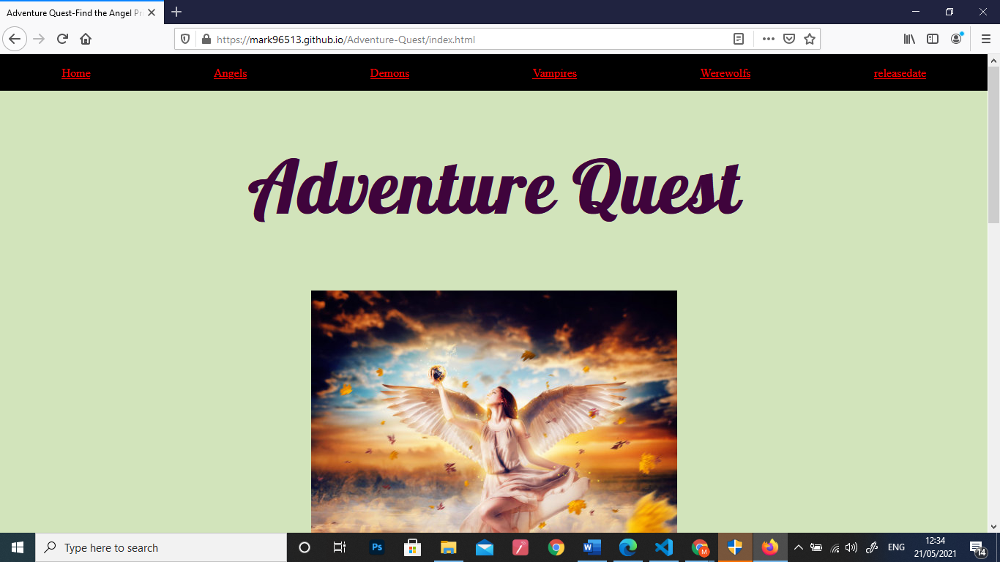 Adventure Quest-Find the Angel Pr
https://mark96513.github.io/Adventure-Quest/index.html
Home Angels Demons Vampires Werewolfs releasedate
Adventure Quest
Type here to search
Ps
W
M
ENG
12:34
21/05/2021
14